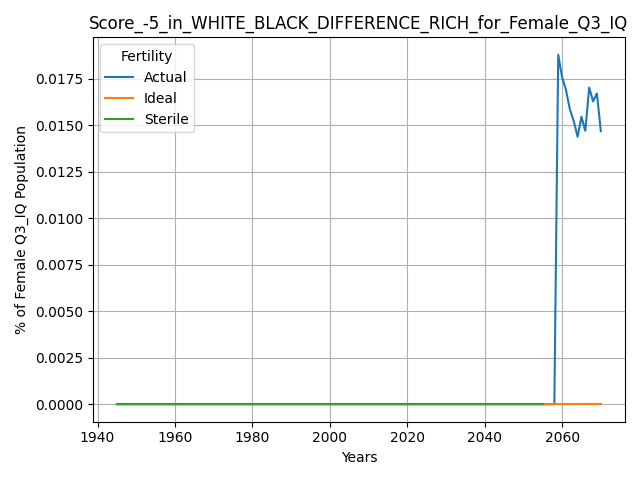 Score_-5_in_WHITE_BLACK_DIFFERENCE_RICH_for_Female_Q3_IQ
Fertility
Actual
Ideal
Sterile
% of Female Q3_IQ Population
0.0175
0.0150
0.0125
0.0100
0.0075
0.0050
0.0025
0.0000
1940 1960 1980 2000 2020 2040 2060
Years